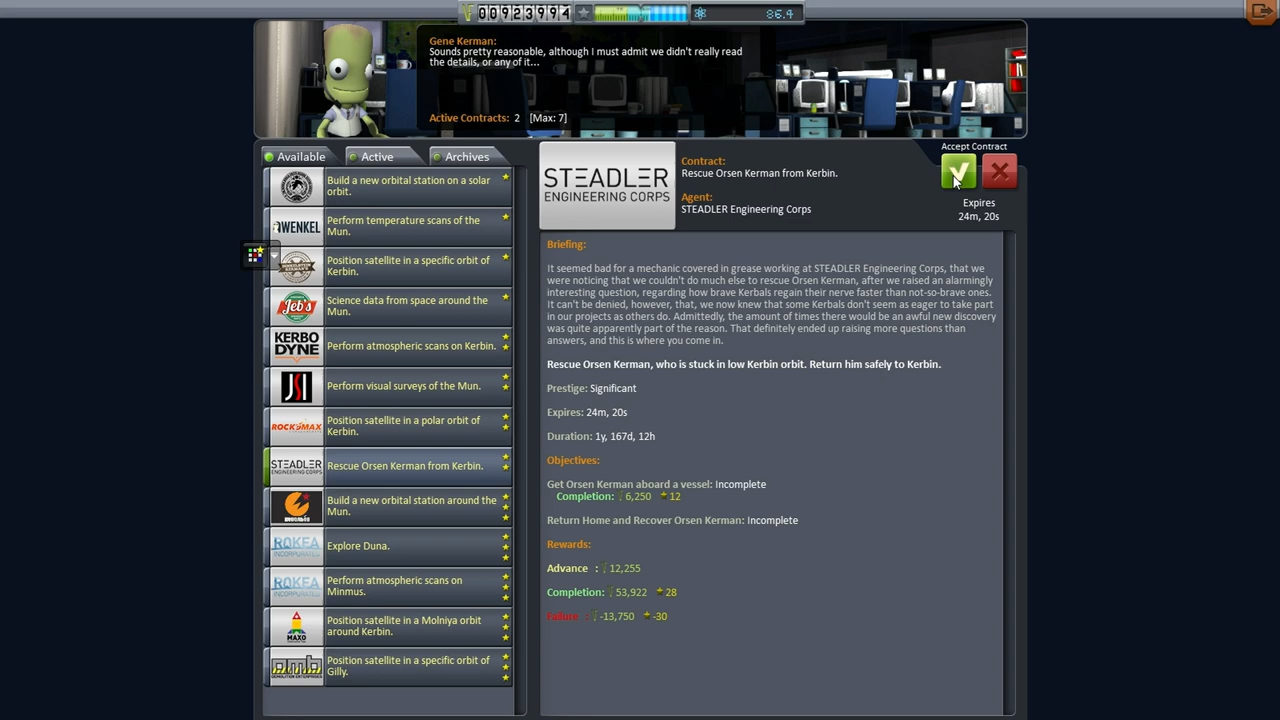 00923994
86.4
Gene Kerman:
Sounds pretty reasonable, although I must admit we didn't really read
the details, or any of it...
Active Contracts: 2 [Max: 7]
Available
Active
Archives
Build a new orbital station on a solar
orbit.
WENKEL
Perform temperature scans of the
Mun.
Position satellite in a specific orbit of
Kerbin.
Jeb's
Science data from space around the
Mun.
KERBO
DYNE
Perform atmospheric scans on Kerbin.
JSI
Perform visual surveys of the Mun.
ROCKOMAX
Position satellite in a polar orbit of
Kerbin.
STEADLER
ENGINEERING CORPS
Rescue Orsen Kerman from Kerbin.
Build a new orbital station around the
Mun.
ROKEA
INCORPORATED
Explore Duna.
ROKEA
INCORPORATED
Perform atmospheric scans on
Minmus.
MAXO
Position satellite in a Molniya orbit
around Kerbin.
Position satellite in a specific orbit of
Gilly.
STEADLER
ENGINEERING CORPS
Contract:
Rescue Orsen Kerman from Kerbin.
Agent:
STEADLER Engineering Corps
Accept Contract
Expires
24m, 20s
Briefing:
It seemed bad for a mechanic covered in grease working at STEADLER Engineering Corps, that we
were noticing that we couldn't do much else to rescue Orsen Kerman, after we raised an alarmingly
interesting question, regarding how brave Kerbals regain their nerve faster than not-so-brave ones.
It can't be denied, however, that, we now knew that some Kerbals don't seem as eager to take part
in our projects as others do. Admittedly, the amount of times there would be an awful new discovery
was quite apparently part of the reason. That definitely ended up raising more questions than
answers, and this is where you come in.
Rescue Orsen Kerman, who is stuck in low Kerbin orbit. Return him safely to Kerbin.
Prestige: Significant
Expires: 24m, 20s
Duration: 1y, 167d, 12h
Objectives:
Get Orsen Kerman aboard a vessel: Incomplete
Completion: 6,250 12
Return Home and Recover Orsen Kerman: Incomplete
Rewards:
Advance : 12,255
Completion: 53,922 28
Failure : -13,750 -30